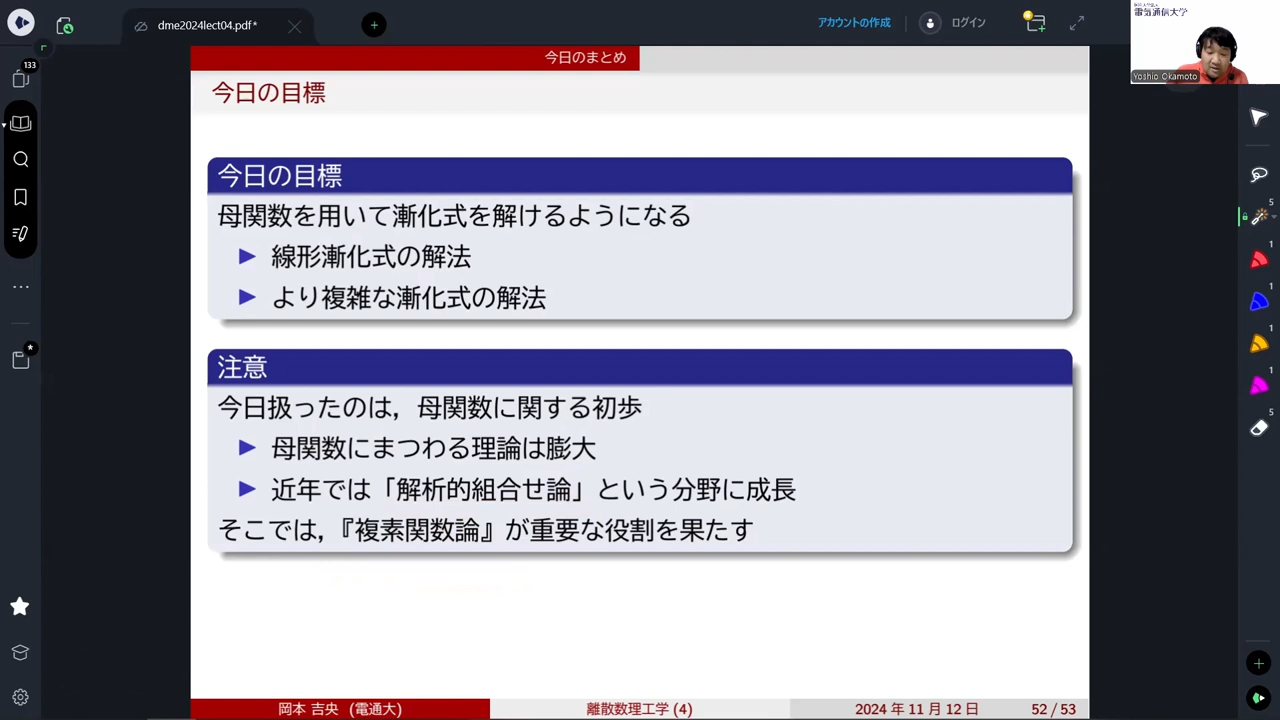 dme2024lect04.pdf*
アカウントの作成
ログイン
電気通信大学
Yoshio Okamoto
133
今日のまとめ
今日の目標
今日の目標
母関数を用いて漸化式を解けるようになる
▶ 線形漸化式の解法
▶ より複雑な漸化式の解法
注意
今日扱ったのは，母関数に関する初歩
▶ 母関数にまつわる理論は膨大
▶ 近年では「解析的組合せ論」という分野に成長
そこでは，『複素関数論』が重要な役割を果たす
5
1
1
1
1
5
岡本 吉央 (電通大)
離散数理工学 (4)
2024 年 11 月 12 日
52 / 53